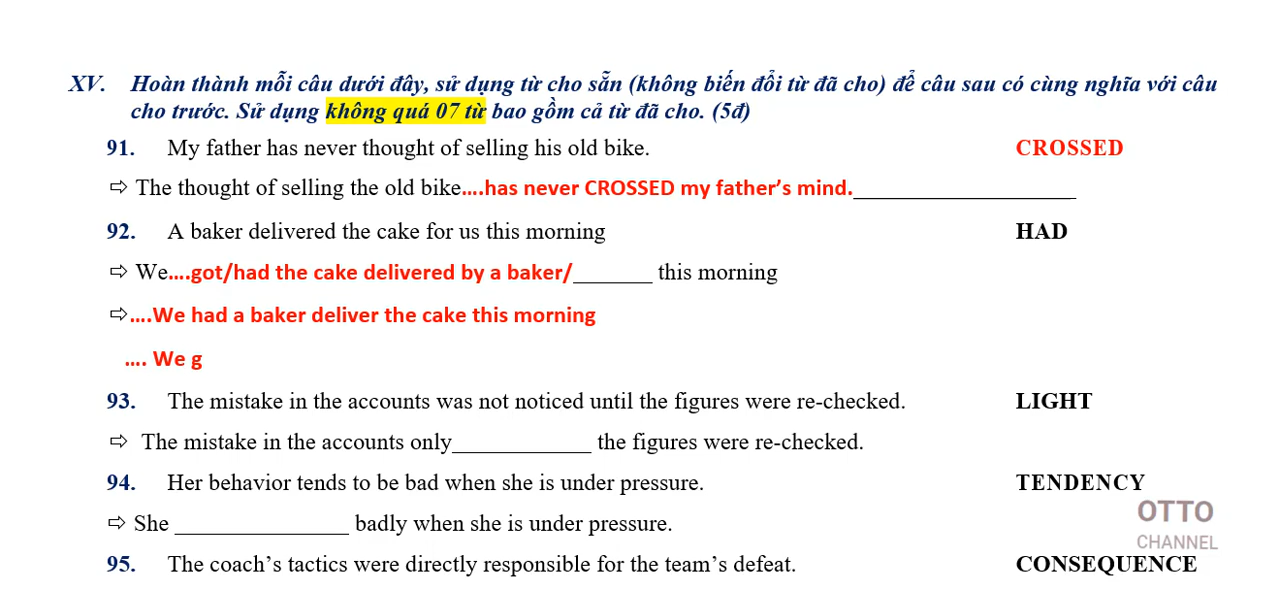 XV. Hoàn thành mỗi câu dưới đây, sử dụng từ cho sẵn (không biến đổi từ đã cho) để câu sau có cùng nghĩa với câu
cho trước. Sử dụng không quá 07 từ bao gồm cả từ đã cho. (5đ)
91. My father has never thought of selling his old bike. CROSSED
⇨ The thought of selling the old bike....has never CROSSED my father's mind.____________________
92. A baker delivered the cake for us this morning HAD
⇨ We....got/had the cake delivered by a baker/_______ this morning
⇨....We had a baker deliver the cake this morning
.... We g
93. The mistake in the accounts was not noticed until the figures were re-checked. LIGHT
⇨ The mistake in the accounts only____________ the figures were re-checked.
94. Her behavior tends to be bad when she is under pressure. TENDENCY
⇨ She _______________ badly when she is under pressure.
OTTO
CHANNEL
95. The coach's tactics were directly responsible for the team's defeat. CONSEQUENCE